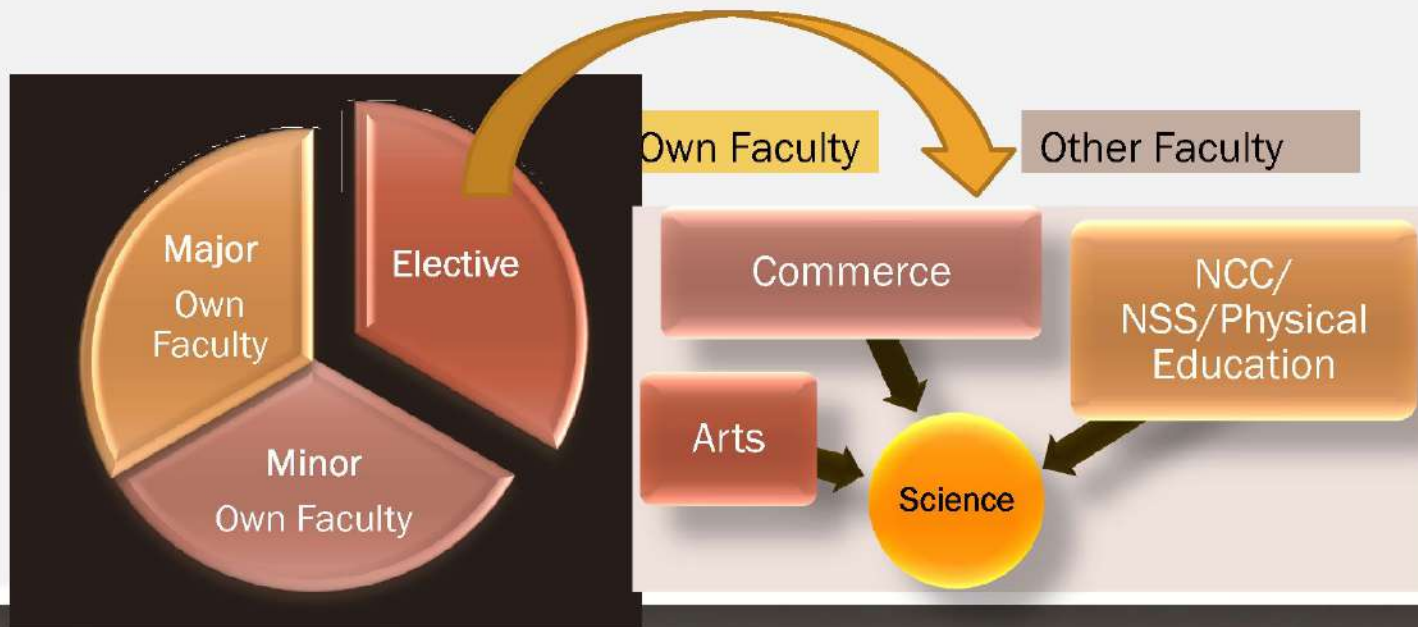 Own Faculty
Other Faculty
Major
Own
Faculty
Elective
Minor
Own Faculty
Commerce
NCC/
NSS/Physical
Education
Arts
Science